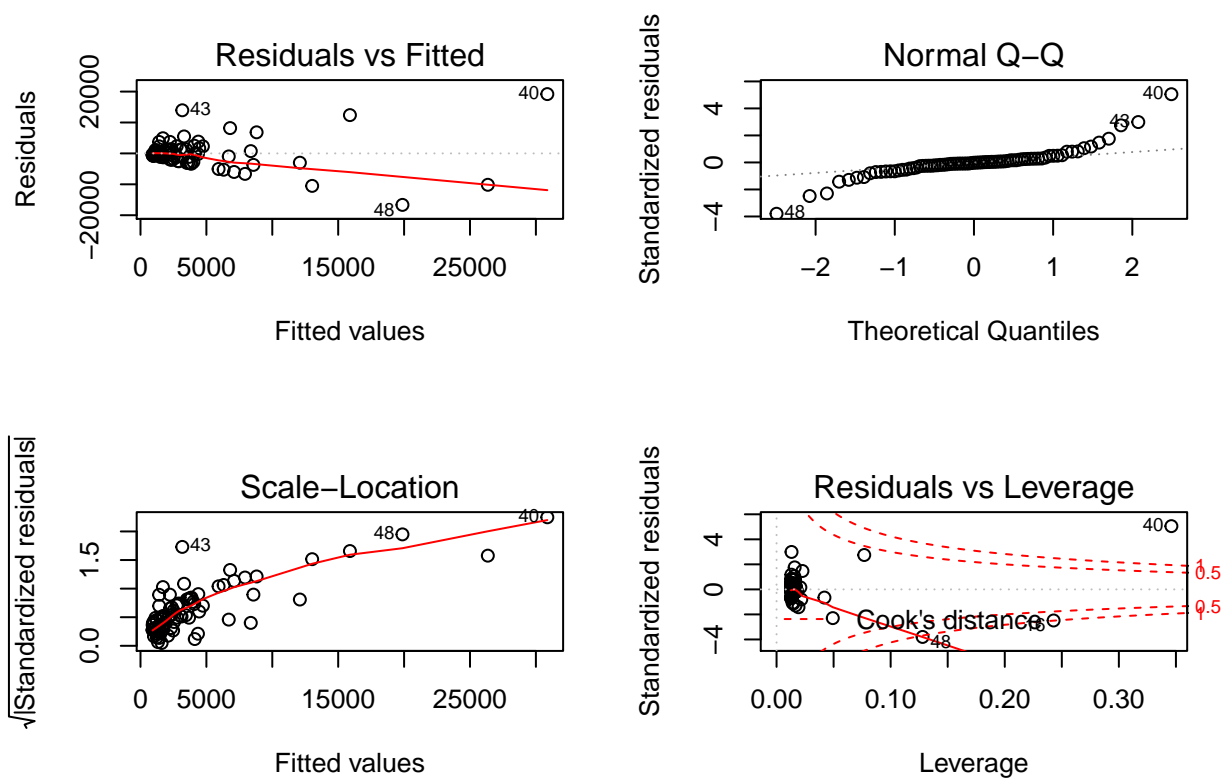 Residuals vs Fitted
Residuals
20000
−20000
43
40
48
0 5000 15000 25000
Fitted values
Normal Q−Q
Standardized residuals
4
0
−4
40
43
48
−2 −1 0 1 2
Theoretical Quantiles
Scale−Location
√|Standardized residuals|
1.5
0.0
43
48
40
0 5000 15000 25000
Fitted values
Residuals vs Leverage
Standardized residuals
4
0
−4
40
1
0.5
0.5
1
Cook's distance
48
0.00 0.10 0.20 0.30
Leverage